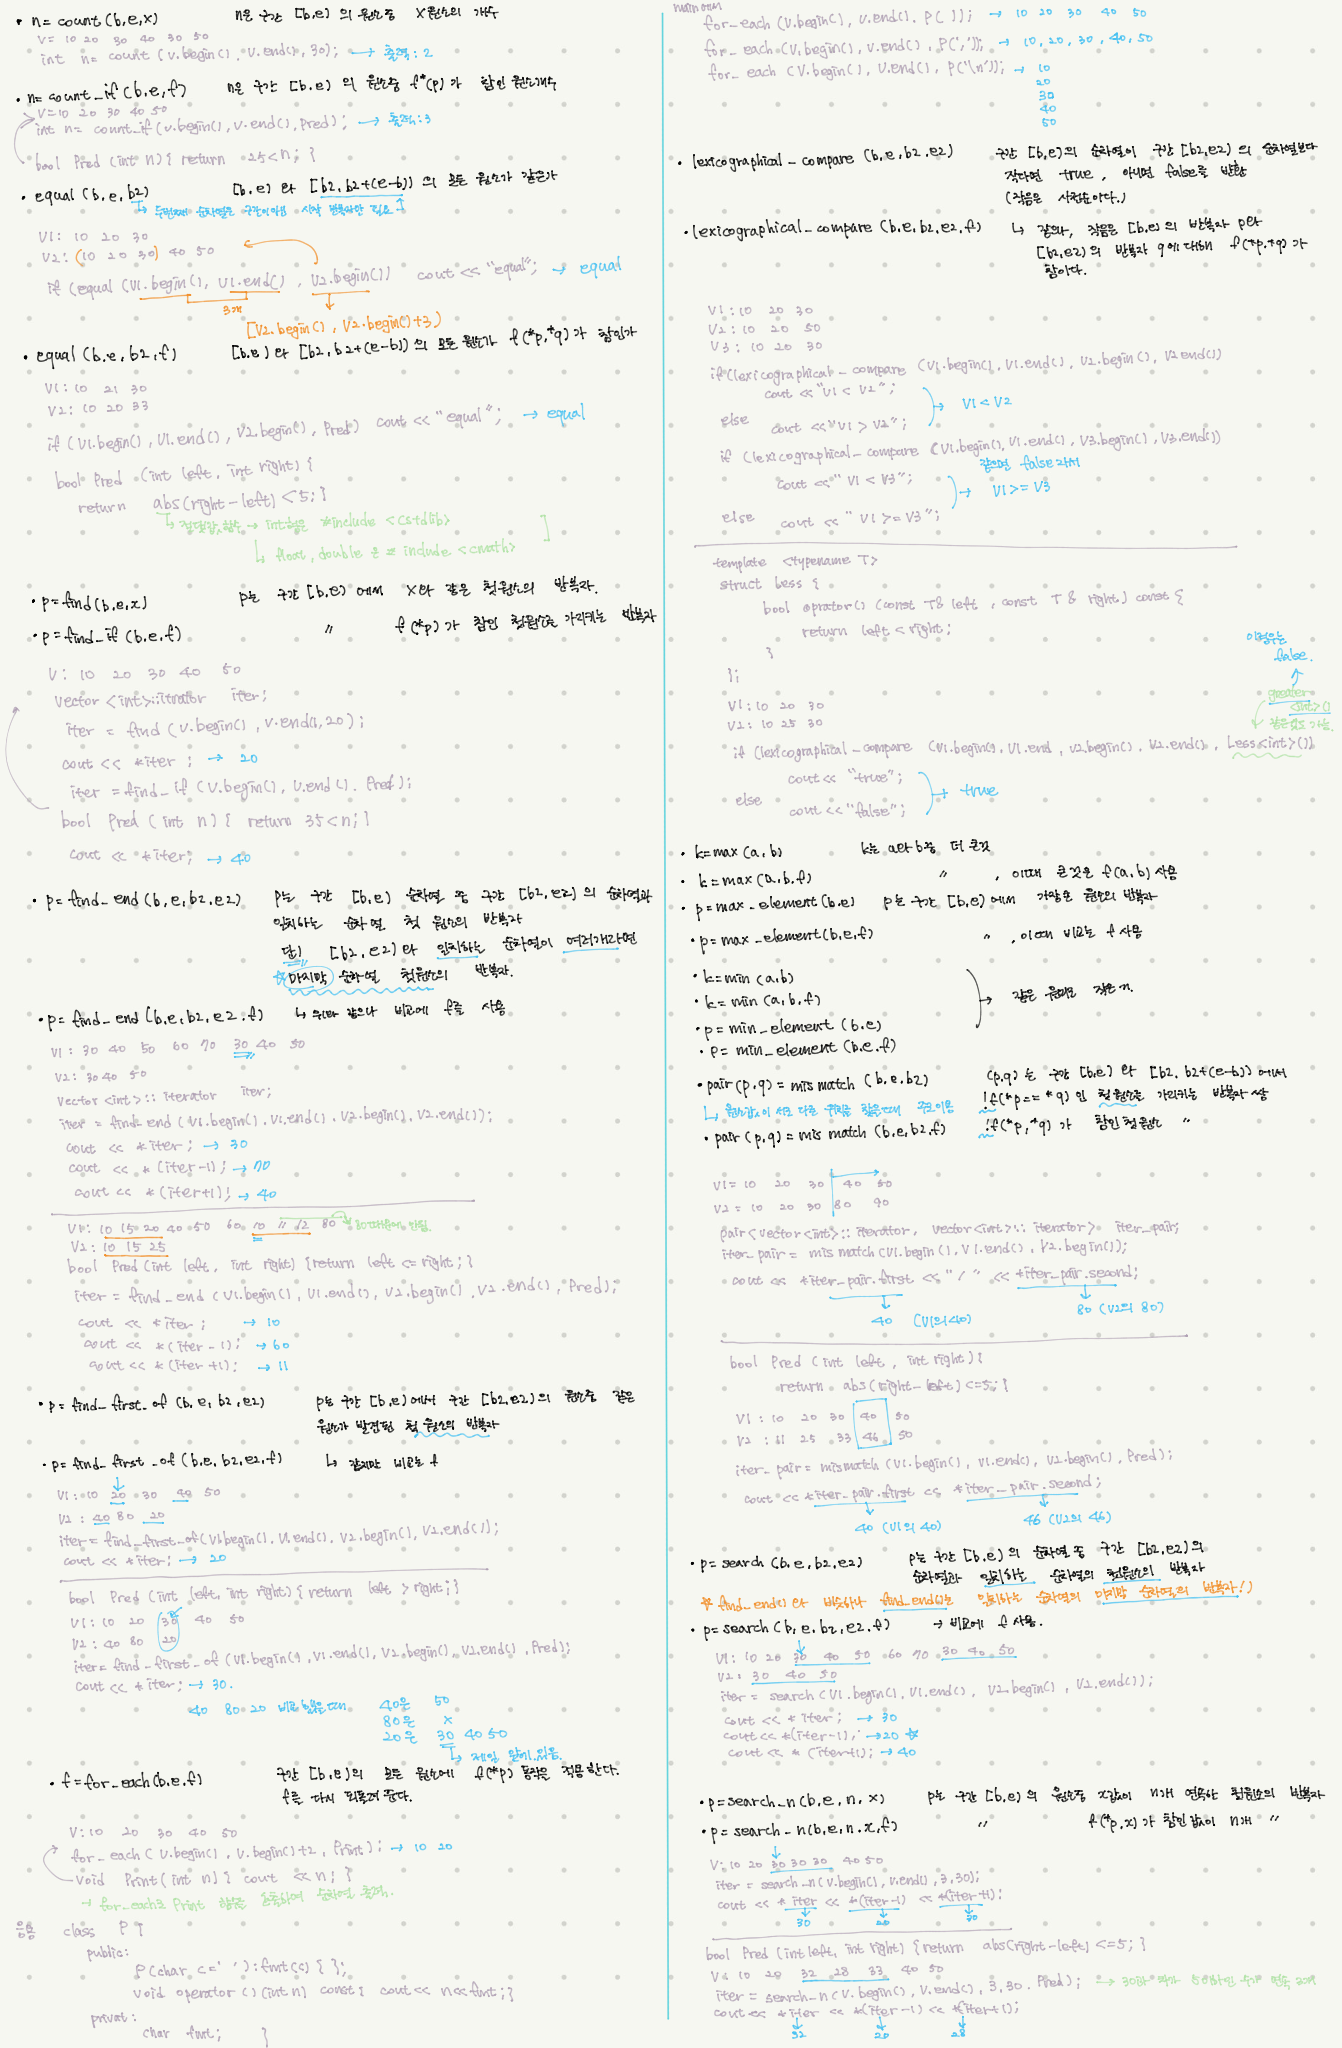 • n= count(b,e,x) n은 구간 [b,e) 의 원소중 x원소의 개수
V= 10 20 30 40 30 50
int n= count (v.begin(), v.end(), 30); → 출력: 2
• n= count_if(b,e,f) n은 구간 [b.e) 의 원소중 f*(p)가 참인 원소개수
V=10 20 30 40 50
int n= count_if(v.begin(), v.end(), Pred); → 출력:3
bool Pred (int n){ return 25<n; }
• equal(b,e,b2) [b.e) 와 [b2, b2+(e-b)) 의 모든 원소가 같은가
↳ 두번째 순차열은 구간이아닌 시작 반복자만 필요
V1: 10 20 30
V2: (10 20 30) 40 50
if (equal (V1.begin(), V1.end() , V2.begin()) cout << "equal"; → equal
3개
[V2.begin(), V2.begin()+3)
• equal (b,e,b2,f) [b.e) 와 [b2, b2+(e-b)) 의 모든 원소가 f(*p,*q)가 참인가
V1: 10 21 30
V2: 10 20 33
if (V1.begin(), V1.end(), V2.begin(), Pred) cout << "equal"; → equal
bool Pred (int left, int right) {
return abs(right-left) <5; }
↳ 절댓값 함수 → int형은 #include <cstdlib>
↳ float, double 은 # include <cmath>
• p=find(b,e,x) p는 구간 [b,e) 에서 x와 같은 첫원소의 반복자.
• p=find_if(b,e,f) " f(*p)가 참인 첫원소를 가리키는 반복자
V: 10 20 30 40 50
vector<int>::itrator iter;
iter = find (v.begin(), v.end(), 20);
cout << *iter ; → 20
iter = find_if (v.begin(), v.end(), Pred);
bool Pred (int n) { return 35<n; }
cout << *iter; → 40
• p= find_end(b,e,b2,e2) p는 구간 [b,e) 순차열 중 구간 [b2,e2) 의 순차열과
일치하는 순차열 첫 원소의 반복자
단! [b2,e2) 와 일치하는 순차열이 여러개라면
☆마지막 순차열 첫원소의 반복자.
• p= find_end (b,e,b2,e2,f) ↳ 위와 같으나 비교에 f를 사용
V1: 30 40 50 60 70 30 40 50
V2: 30 40 50
vector<int>:: iterator iter;
iter = find_end (V1.begin(), V1.end(), V2.begin(), V2.end());
cout << *iter; → 30
cout << *(iter-1); → 70
cout << *(iter+1); → 40
V1: 10 15 20 40 50 60 10 11 12 80
V2: 10 15 25
bool Pred (int left, int right) {return left <= right; }
iter = find_end (V1.begin(), V1.end(), V2.begin(), V2.end(), Pred);
cout << *iter ; → 10
cout << *(iter-1); → 60
cout << *(iter+1); → 11
• p= find_first_of (b,e,b2,e2) p는 구간 [b,e) 에서 구간 [b2,e2) 의 원소중 같은
원소가 발견된 첫 원소의 반복자
• p= find_first_of (b,e,b2,e2,f) ↳ 같지만 비교는 f
V1: 10 20 30 40 50
V2: 40 80 20
iter = find_first_of(V1.begin(), V1.end(), V2.begin(), V2.end());
cout << *iter; → 20
bool Pred (int left, int right) { return left > right; }
V1: 10 20 30 40 50
V2: 40 80 20
iter= find_first_of (V1.begin(), V1.end(), V2.begin(), V2.end(), Pred);
cout << *iter; → 30.
40 80 20 비교했을때 40은 50
80은 x
20은 30 40 50
↳ 제일 앞에있음.
• f=for_each(b,e,f) 구간 [b,e)의 모든 원소에 f(*p) 동작을 적용한다.
f를 다시 되돌려준다.
V: 10 20 30 40 50
for_each( v.begin(), v.begin()+2, Print); → 10 20
void Print( int n) { cout << n; }
→ for_each로 Print 함수를 호출하여 순차열 출력.
응용 class P {
public:
P(char c=' '):fmt(c) { };
void operator ()(int n) const{ cout<< n<<fmt; }
privat:
char fmt; }
main 에서
for_each(v.begin(), v.end(), P( )); → 10 20 30 40 50
for_each (v.begin(), v.end(), P(',')); → 10, 20, 30, 40, 50
for_each (v.begin(), v.end(), P('\n')); → 10
20
30
40
50
• lexicographical_compare (b,e,b2,e2) 구간 [b,e)의 순차열이 구간 [b2,e2)의 순차열보다
작다면 true, 아니면 false를 반환
(작음은 사전순이다.)
• lexicographical_compare (b,e,b2,e2,f) ↳ 같으나, 작음은 [b,e)의 반복자 p와
[b2,e2)의 반복자 q에 대해 f(*p,*q)가
참이다.
V1: 10 20 30
V2: 10 20 50
V3: 10 20 30
if(lexicographical_compare (V1.begin(), V1.end(), V2.begin(), V2.end())
cout <<"V1 < V2";
else → V1<V2
cout <<"V1 > V2";
if (lexicographical_compare (V1.begin(), V1.end(), V3.begin(), V3.end())
같으면 false라서
cout <<" V1 < V3";
→ V1>= V3
else cout << " V1 >= V3";
template <typename T>
struct Less {
bool oprator() (const T& left , const T& right) const {
return left < right;
}
};
이경우는
false.
greater
<int>()
V1: 10 20 30
V2: 10 25 30
if (lexicographical_compare (V1.begin(), V1.end, V2.begin(), V2.end(), Less<int>())
cout << "true";
else → true
cout <<"false";
• k=max(a,b) k는 a와 b중 더 큰것
• k=max(a,b,f) " , 이때 큰것은 f(a,b) 사용
• p=max_element(b,e) p는 구간 [b,e) 에서 가장큰 원소의 반복자
• p=max_element(b,e,f) " , 이때 비교는 f 사용
• k=min (a,b)
• k= min (a,b,f)
→ 같은 원리로 작은거.
• p= min_element (b,e)
• p= min_element (b,e,f)
• pair(p,q) = mismatch (b,e,b2) (p,q) 는 구간 [b,e) 와 [b2, b2+(e-b)) 에서
↳ 원소값이 서로 다른 위치를 찾을때 주로이용 !f(*p==*q) 인 첫원소를 가리키는 반복자 쌍
• pair (p,q) = mismatch (b,e,b2,f) !f(*p,*q) 가 참인 첫원소 "
V1= 10 20 30 40 50
V2 = 10 20 30 80 90
pair<vector<int>:: iterator, vector<int>:: iterator> iter_pair;
iter_pair = mismatch(V1.begin(), V1.end(), V2.begin());
cout << *iter_pair.first <<"/" << *iter_pair.second;
40 (V1의 40) 80 (V2의 80)
bool Pred (int left , int right){
return abs(right-left) <=5; }
V1 : 10 20 30 40 50
V2 : 11 25 33 46 50
iter_pair = mismatch (V1.begin(), V1.end(), V2.begin(), Pred);
cout << *iter_pair.first << *iter_pair.second;
40 (V1의 40) 46 (V2의 46)
• p= search (b,e,b2,e2) p는 구간 [b,e) 의 순차열 중 구간 [b2,e2)의
순차열과 일치하는 순차열의 첫원소의 반복자
☆ find_end() 와 비슷하나 find_end()는 일치하는 순차열의 마지막 순차열의 반복자!)
• p= search (b,e,b2,e2,f) → 비교에 f 사용.
V1: 10 20 30 40 50 60 70 30 40 50
V2: 30 40 50
iter = search (V1.begin(), V1.end(), V2.begin(), V2.end());
cout << *iter; → 30
cout << *(iter-1); → 20 ☆
cout << *(iter+1); → 40
• p=search_n(b,e,n,x) p는 구간 [b,e) 의 원소중 x값이 n개 연속한 첫원소의 반복자
• p= search_n(b,e,n,x,f) " f(*p,x)가 참인 값이 n개 "
V: 10 20 30 30 30 40 50
iter = search_n(v.begin(), v.end(), 3, 30);
cout << *iter << *(iter-1) << *(iter+1);
30 20 30
bool Pred (int left, int right) {return abs(right-left) <=5; }
V: 10 20 32 28 33 40 50
iter = search_n(v.begin(), v.end(), 3, 30, Pred);
cout << *iter << *(iter-1) << *(iter+1);
32 20 28